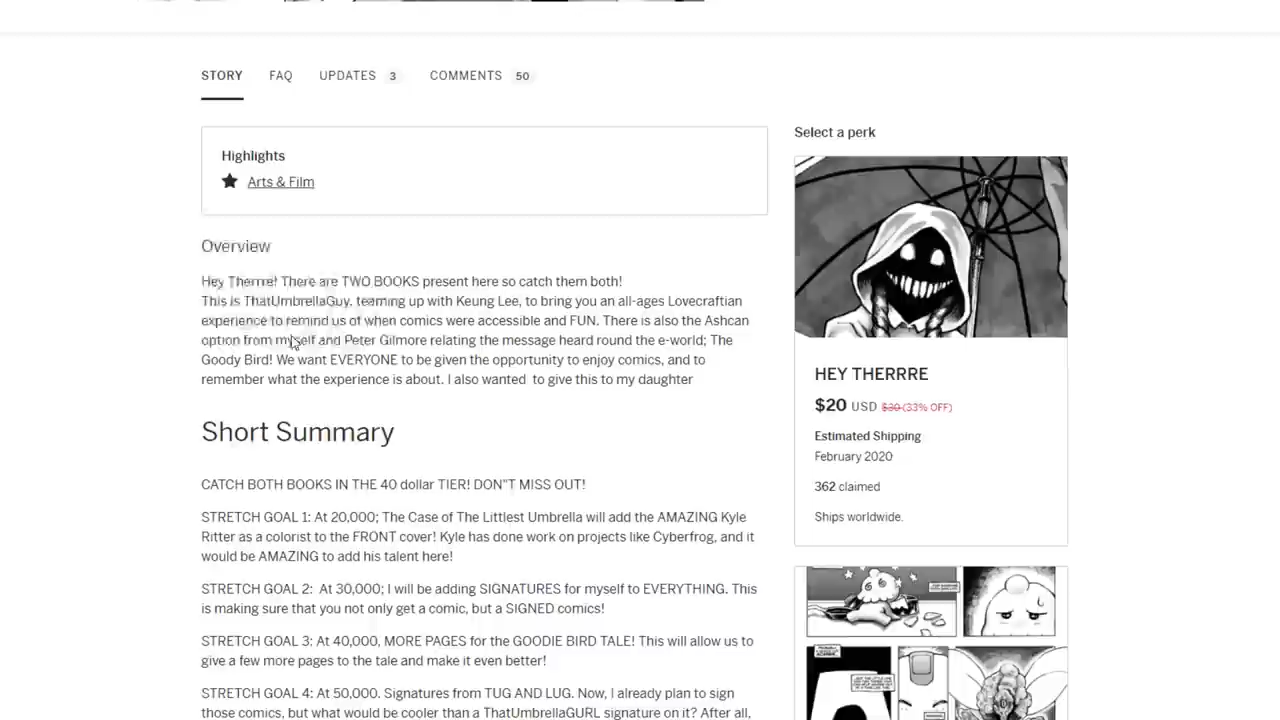 STORY FAQ UPDATES 3 COMMENTS 50
Highlights
Arts & Film
Overview
Hey Therrre! There are TWO BOOKS present here so catch them both!
This is ThatUmbrellaGuy, teaming up with Keung Lee, to bring you an all-ages Lovecraftian
experience to remind us of when comics were accessible and FUN. There is also the Ashcan
option from myself and Peter Gilmore relating the message heard round the e-world; The
Goody Bird! We want EVERYONE to be given the opportunity to enjoy comics, and to
remember what the experience is about. I also wanted to give this to my daughter
Short Summary
CATCH BOTH BOOKS IN THE 40 dollar TIER! DON"T MISS OUT!
STRETCH GOAL 1: At 20,000; The Case of The Littlest Umbrella will add the AMAZING Kyle
Ritter as a colorist to the FRONT cover! Kyle has done work on projects like Cyberfrog, and it
would be AMAZING to add his talent here!
STRETCH GOAL 2: At 30,000; I will be adding SIGNATURES for myself to EVERYTHING. This
is making sure that you not only get a comic, but a SIGNED comics!
STRETCH GOAL 3: At 40,000, MORE PAGES for the GOODIE BIRD TALE! This will allow us to
give a few more pages to the tale and make it even better!
STRETCH GOAL 4: At 50,000. Signatures from TUG AND LUG. Now, I already plan to sign
those comics, but what would be cooler than a ThatUmbrellaGURL signature on it? After all,
Select a perk
HEY THERRRE
$20 USD $30 (33% OFF)
Estimated Shipping
February 2020
362 claimed
Ships worldwide.